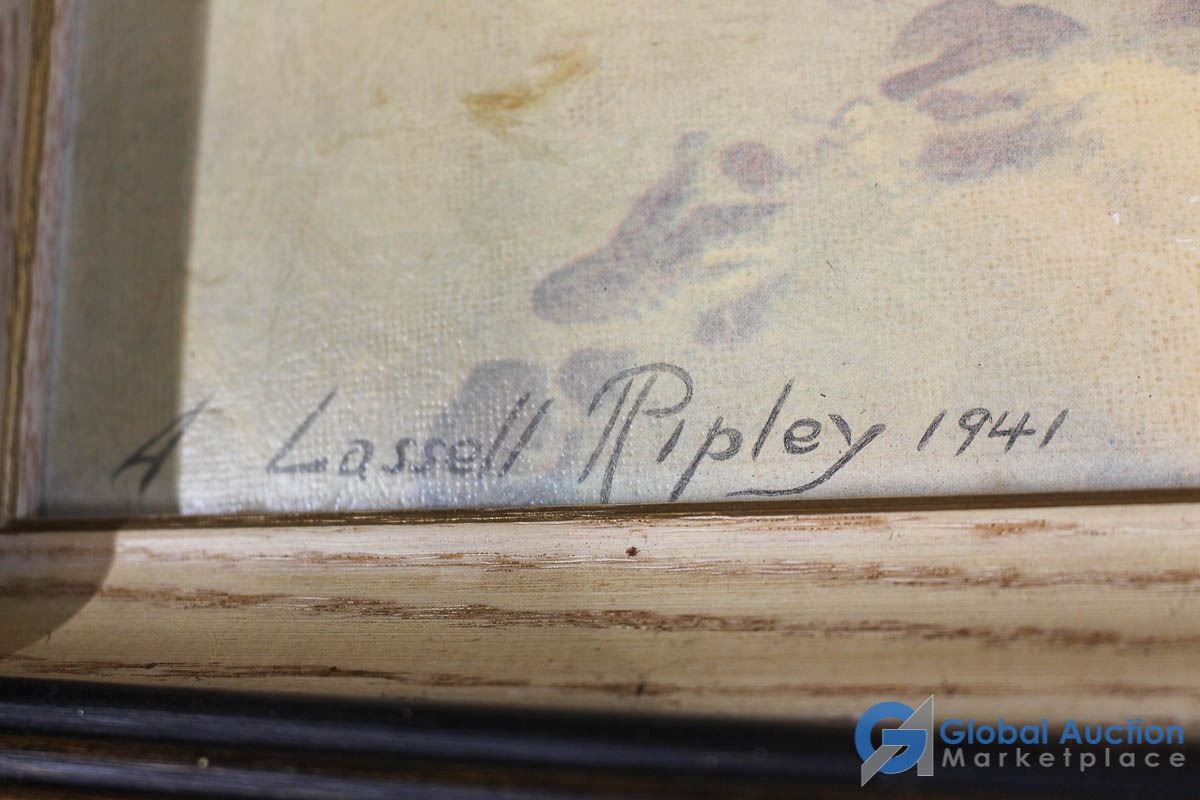 A Lassell Ripley 1941
Global Auction
Marketplace